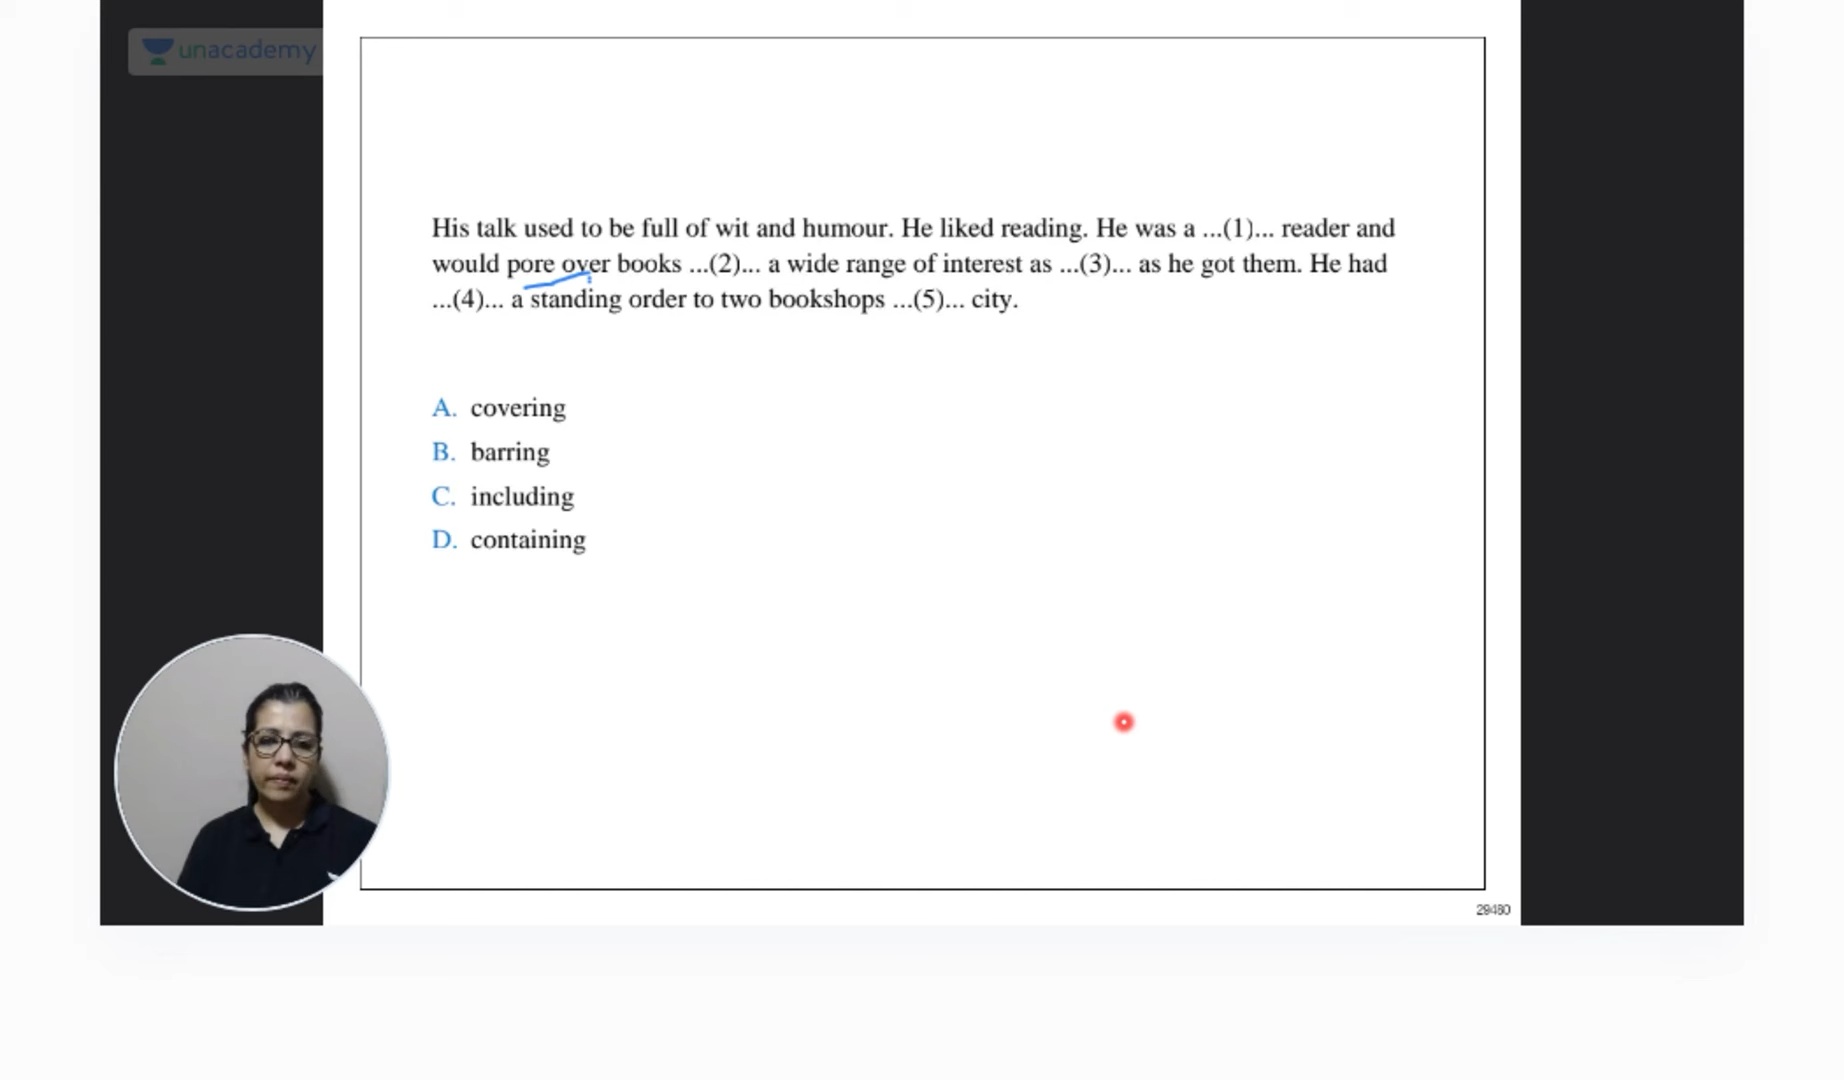 unacademy
His talk used to be full of wit and humour. He liked reading. He was a ...(1)... reader and
would pore over books ...(2)... a wide range of interest as ...(3)... as he got them. He had
...(4)... a standing order to two bookshops ...(5)... city.
A. covering
B. barring
C. including
D. containing
29480